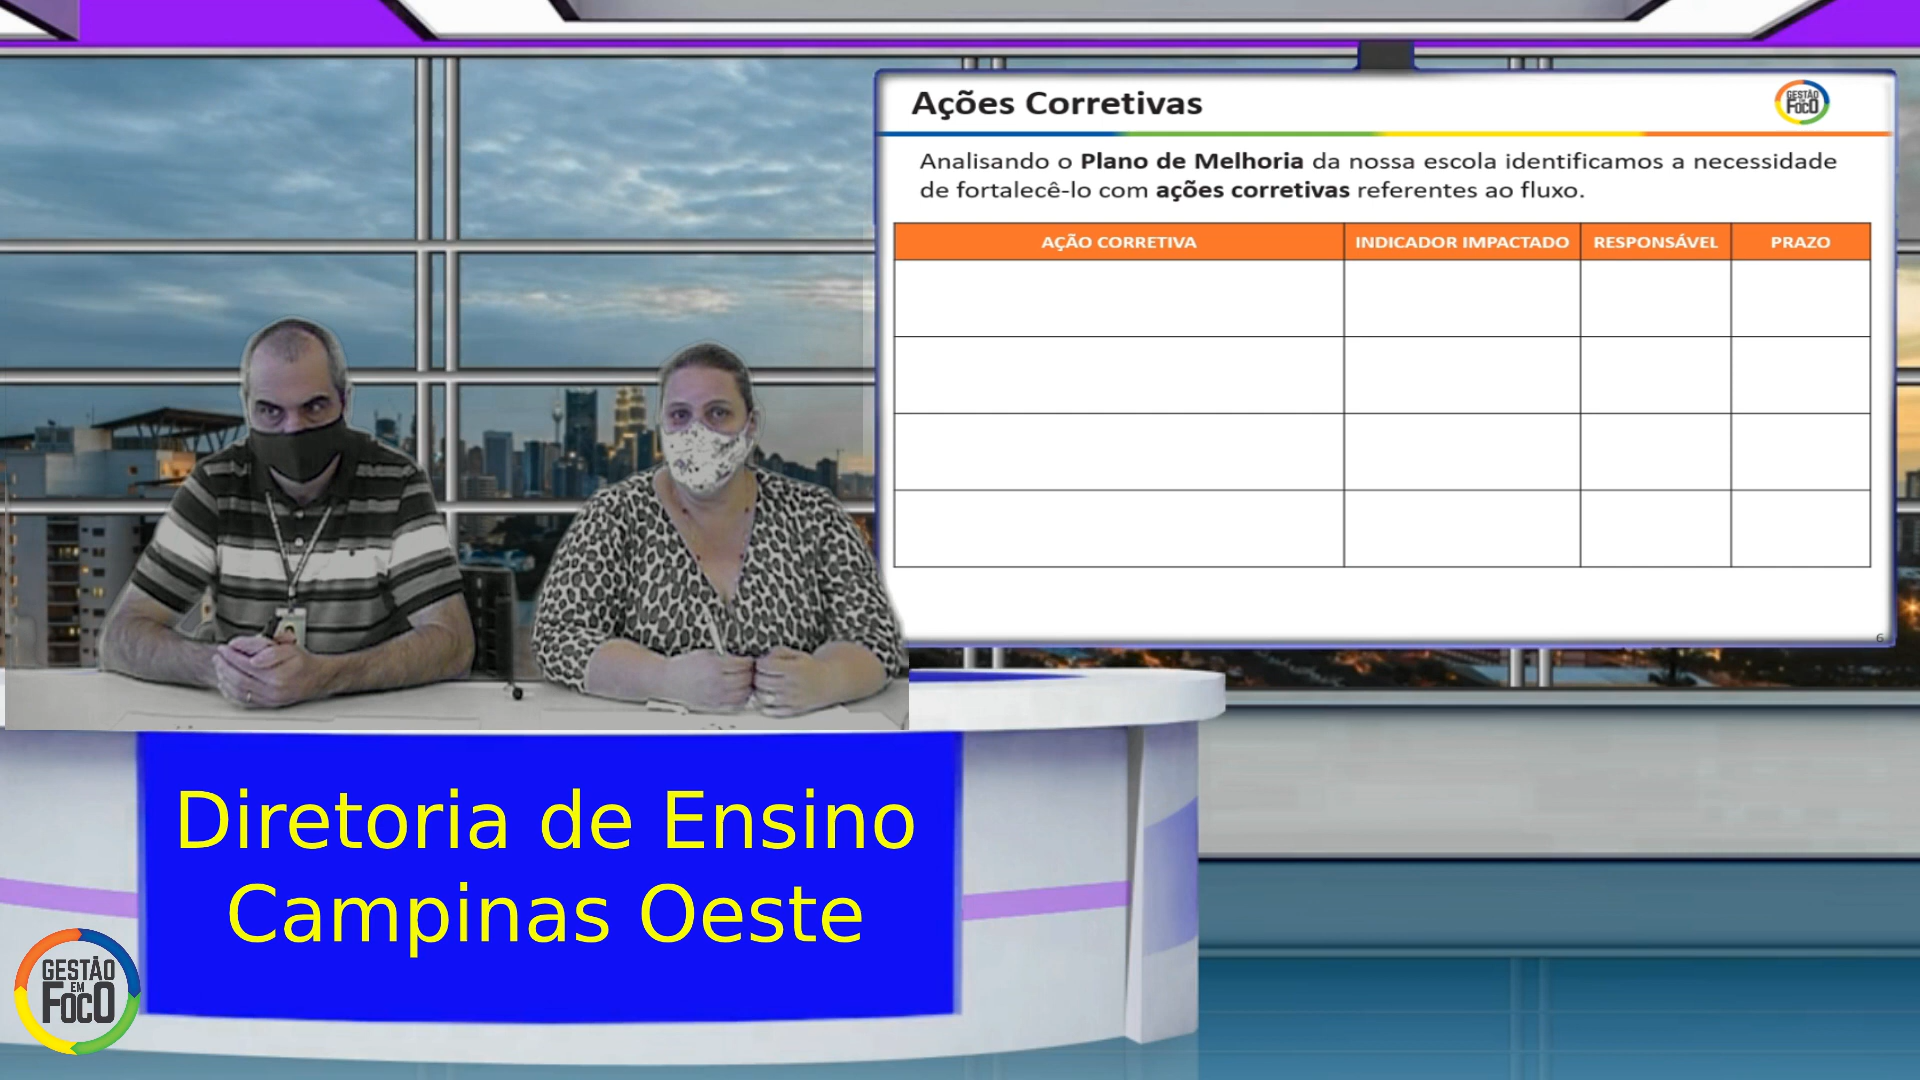 Ações Corretivas
GESTÃO
EM
FOCO
Analisando o Plano de Melhoria da nossa escola identificamos a necessidade
de fortalecê-lo com ações corretivas referentes ao fluxo.
AÇÃO CORRETIVA INDICADOR IMPACTADO RESPONSÁVEL PRAZO
6
Diretoria de Ensino
Campinas Oeste
GESTÃO
EM
FOCO